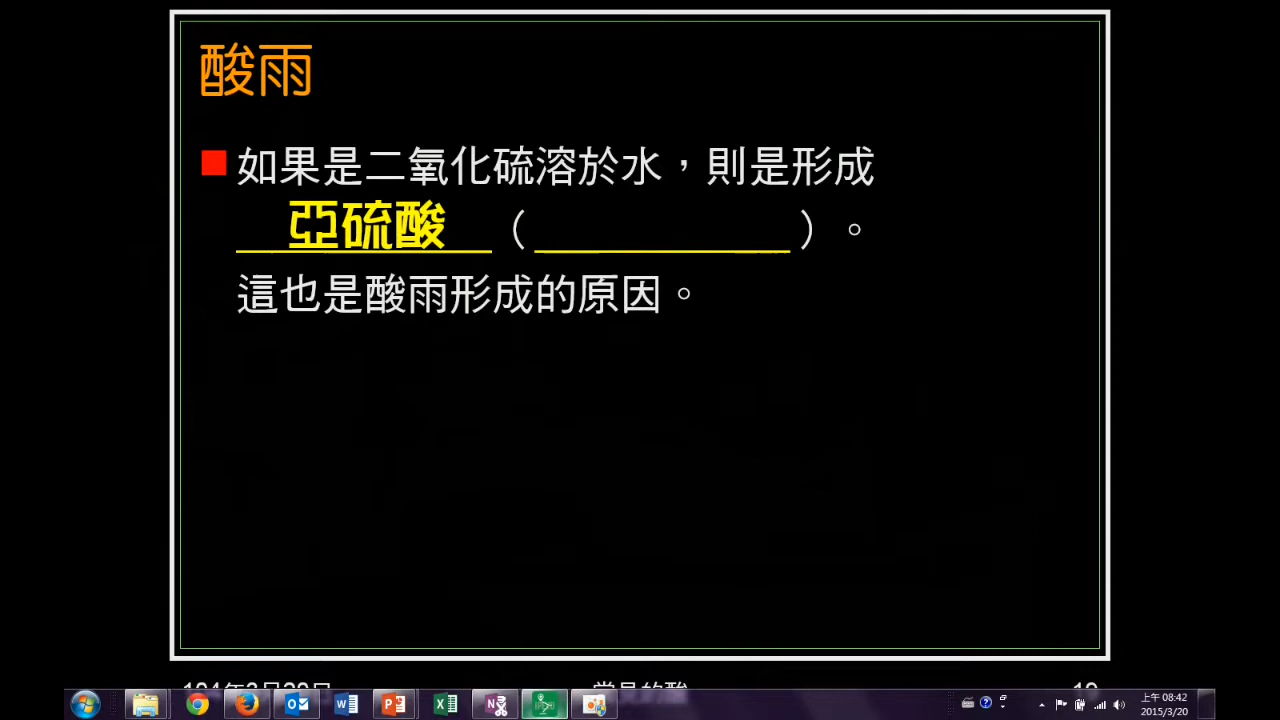 酸雨
如果是二氧化硫溶於水，則是形成
亞硫酸（                ）。
這也是酸雨形成的原因。
上午 08:42
2015/3/20